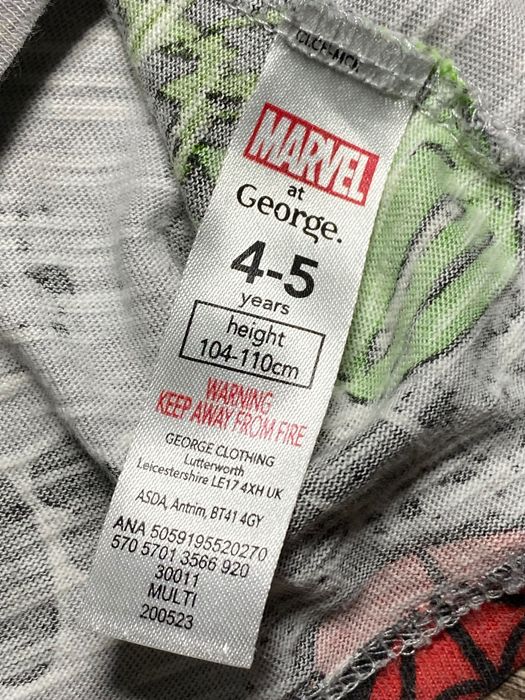 MARVEL
at
George.
4-5
years
height
104-110cm
WARNING
KEEP AWAY FROM FIRE
GEORGE CLOTHING
Lutterworth
Leicestershire LE17 4XH UK
ASDA, Antrim, BT41 4GY
ANA 5059195520270
570 5701 3566 920
30011
MULTI
200523